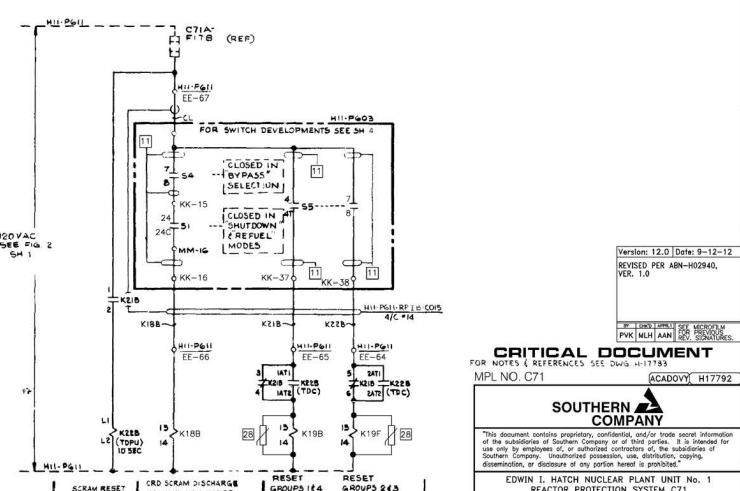 H11-P611
C71A-
F17B (REF)
H11-P611
EE-67
CL
H11-P603
FOR SWITCH DEVELOPMENTS SEE SH 4
11
CLOSED IN
"BYPASS"
SELECTION
11
7
8
S4
KK-15
4
4T
S5
7
8
24
24C
S1
CLOSED IN
"SHUTDOWN"
& REFUEL
MODES
MM-16
120 VAC
SEE FIG. 2
SH 1
KK-16
KK-37
11
KK-38
11
1
2
K21B
H11-P611-RPIB-C015
4/C #14
K18B
K21B
K22B
H11-P611
EE-66
H11-P611
EE-65
H11-P611
EE-64
3
4
K21B
1AT1
1AT2
K22B
(TDC)
5
6
K21B
2AT1
2AT2
K22B
(TDC)
L1
L2
K22B
(TDPU)
10 SEC
13
14
K18B
28
13
14
K19B
13
14
K19F
28
H11-P611
SCRAM RESET
CRD SCRAM DISCHARGE
RESET
GROUPS 1&4
RESET
GROUPS 2&3
Version: 12.0 Date: 9-12-12
REVISED PER ABN-H02940,
VER. 1.0
BY CHK'D APPR'L
PVK MLH AAN
SEE MICROFILM
FOR PREVIOUS
REV. SIGNATURES.
CRITICAL DOCUMENT
FOR NOTES & REFERENCES SEE DWG. H-17783
MPL NO. C71
ACADOVY H17792
SOUTHERN
COMPANY
"This document contains proprietary, confidential, and/or trade secret information
of the subsidiaries of Southern Company or of third parties. It is intended for
use only by employees of, or authorized contractors of, the subsidiaries of
Southern Company. Unauthorized possession, use, distribution, copying,
dissemination, or disclosure of any portion hereof is prohibited."
EDWIN I. HATCH NUCLEAR PLANT UNIT No. 1
REACTOR PROTECTION SYSTEM C71